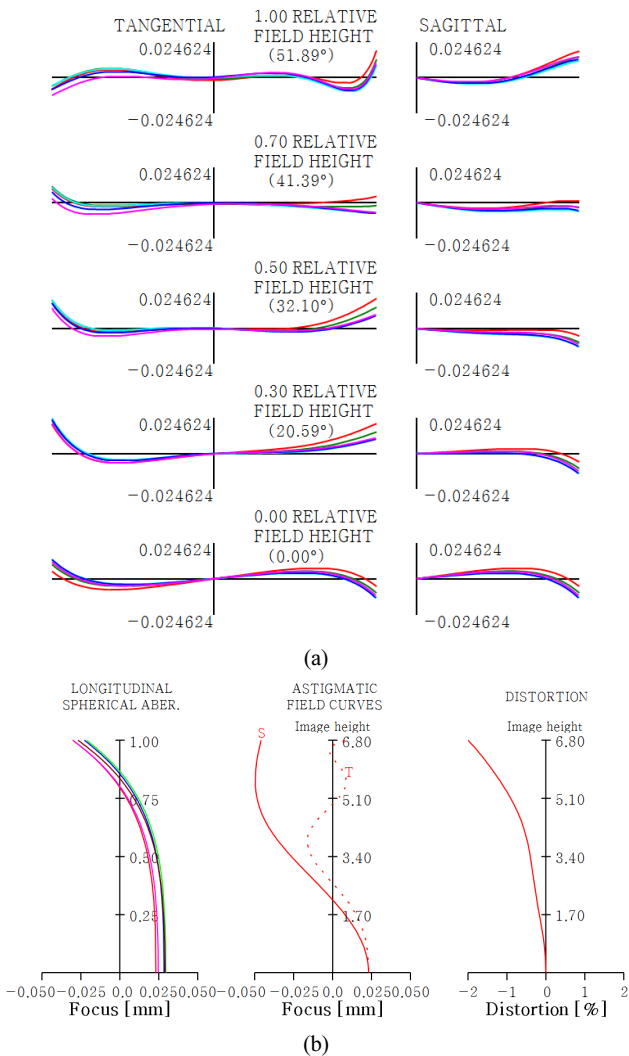 TANGENTIAL
1.00 RELATIVE
FIELD HEIGHT
(51.89°)
SAGITTAL
0.024624
0.024624
−0.024624
−0.024624
0.70 RELATIVE
FIELD HEIGHT
(41.39°)
0.024624
0.024624
−0.024624
−0.024624
0.50 RELATIVE
FIELD HEIGHT
(32.10°)
0.024624
0.024624
−0.024624
−0.024624
0.30 RELATIVE
FIELD HEIGHT
(20.59°)
0.024624
0.024624
−0.024624
−0.024624
0.00 RELATIVE
FIELD HEIGHT
(0.00°)
0.024624
0.024624
−0.024624
−0.024624
(a)
LONGITUDINAL
SPHERICAL ABER.
1.00
0.75
0.50
0.25
−0.050 −0.025 0.0 0.025 0.050
Focus [mm]
ASTIGMATIC
FIELD CURVES
Image height
S
T
6.80
5.10
3.40
1.70
−0.050 −0.025 0.0 0.025 0.050
Focus [mm]
DISTORTION
Image height
6.80
5.10
3.40
1.70
−2 −1 0 1 2
Distortion [%]
(b)